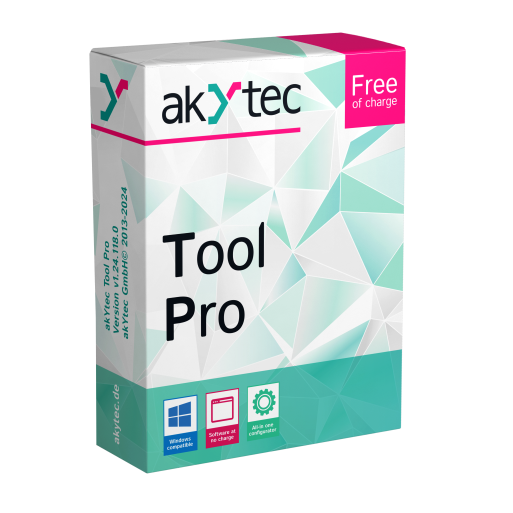 akYtec
Free
of charge
Tool
Pro
Windows
compatible
Software at
no charge
All-in one
configurator
akYtec Tool Pro
Version v1.24.118.0
akYtec GmbH© 2013-2024
akytec.de